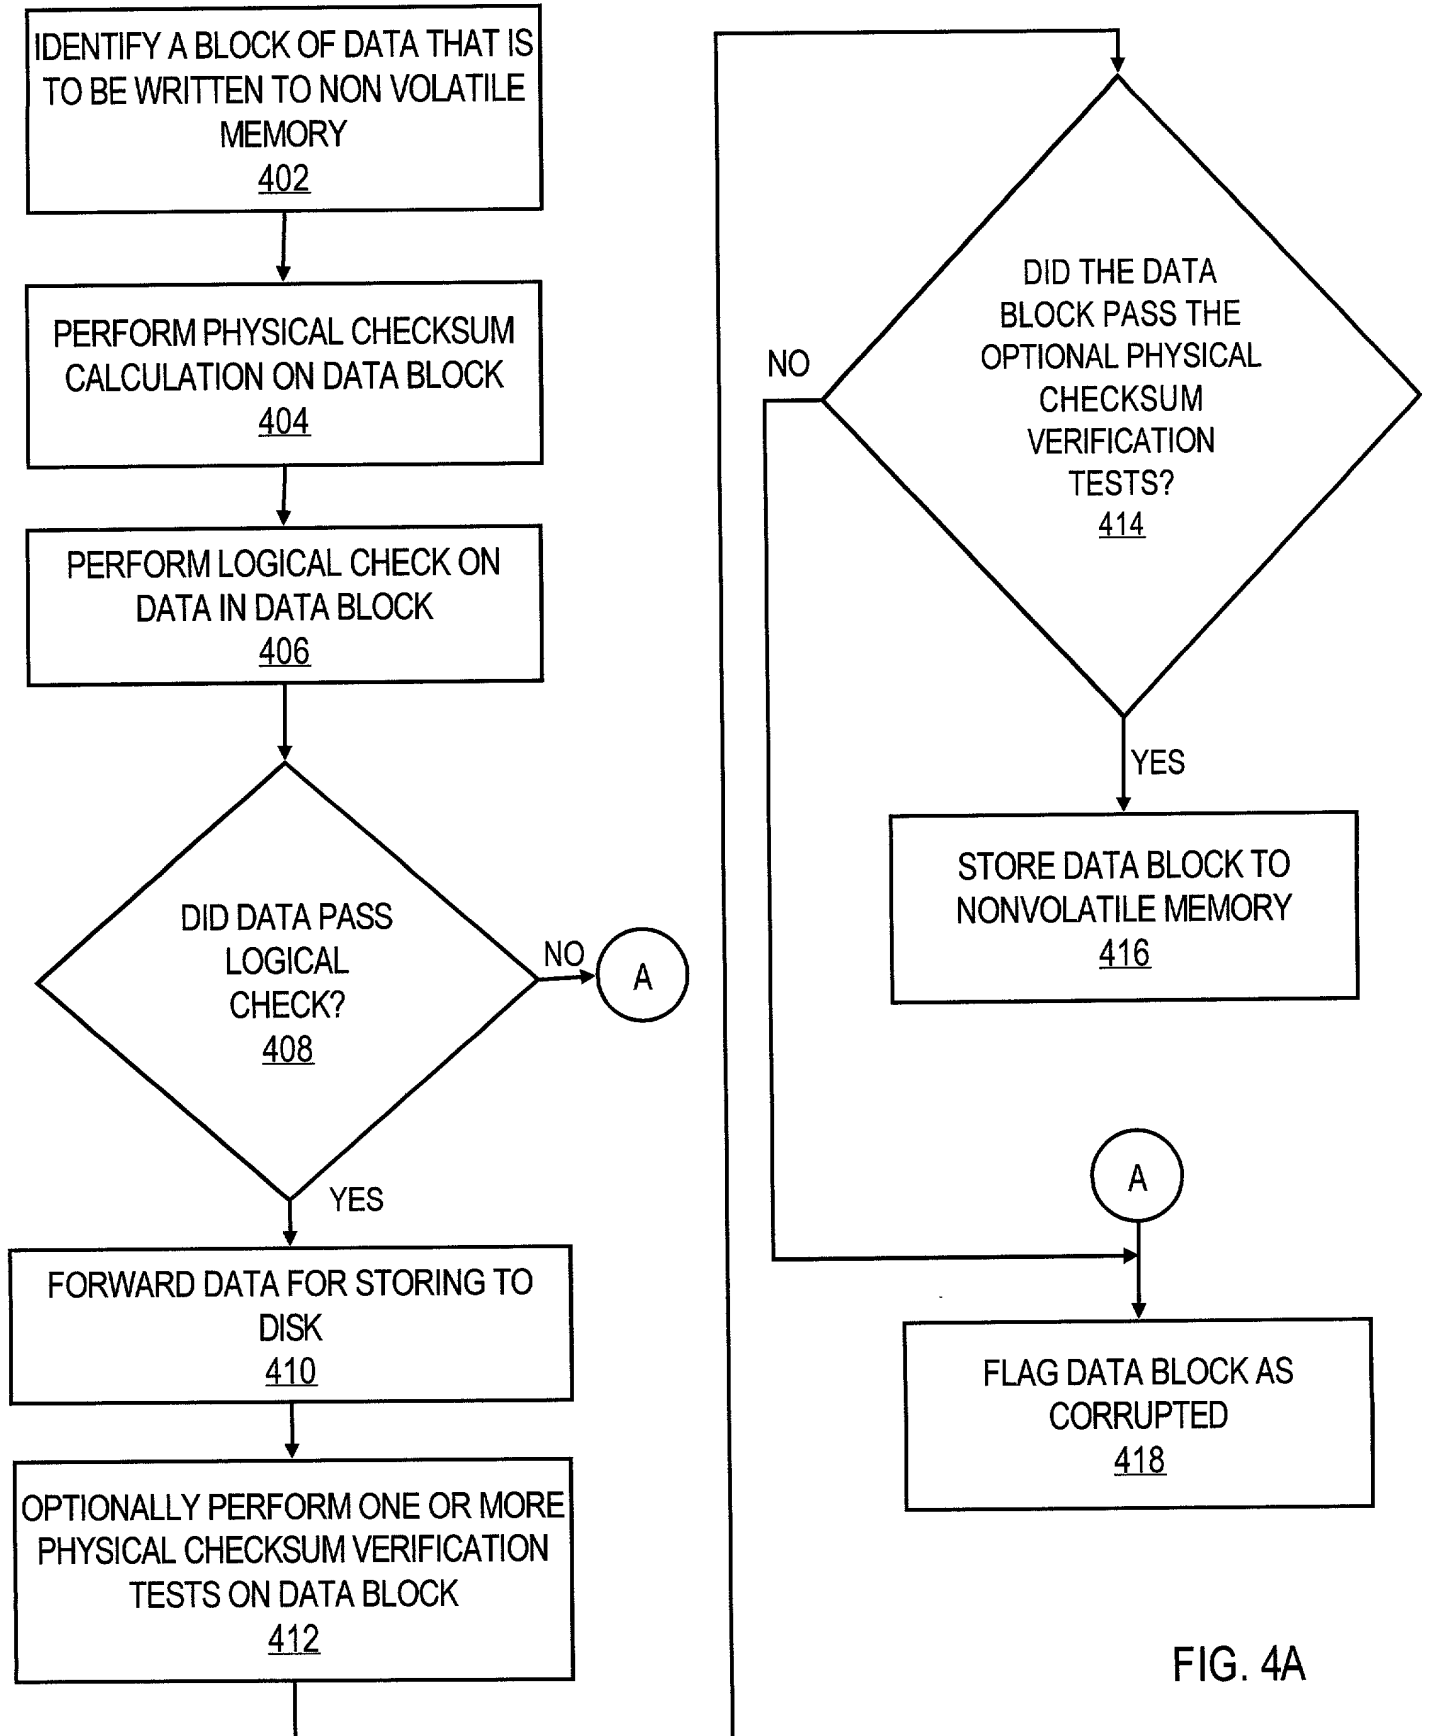 IDENTIFY A BLOCK OF DATA THAT IS
TO BE WRITTEN TO NON VOLATILE
MEMORY
402
PERFORM PHYSICAL CHECKSUM
CALCULATION ON DATA BLOCK
404
PERFORM LOGICAL CHECK ON
DATA IN DATA BLOCK
406
DID DATA PASS
LOGICAL
CHECK?
408
NO
A
YES
FORWARD DATA FOR STORING TO
DISK
410
OPTIONALLY PERFORM ONE OR MORE
PHYSICAL CHECKSUM VERIFICATION
TESTS ON DATA BLOCK
412
DID THE DATA
BLOCK PASS THE
OPTIONAL PHYSICAL
CHECKSUM
VERIFICATION
TESTS?
414
NO
YES
STORE DATA BLOCK TO
NONVOLATILE MEMORY
416
A
FLAG DATA BLOCK AS
CORRUPTED
418
FIG. 4A